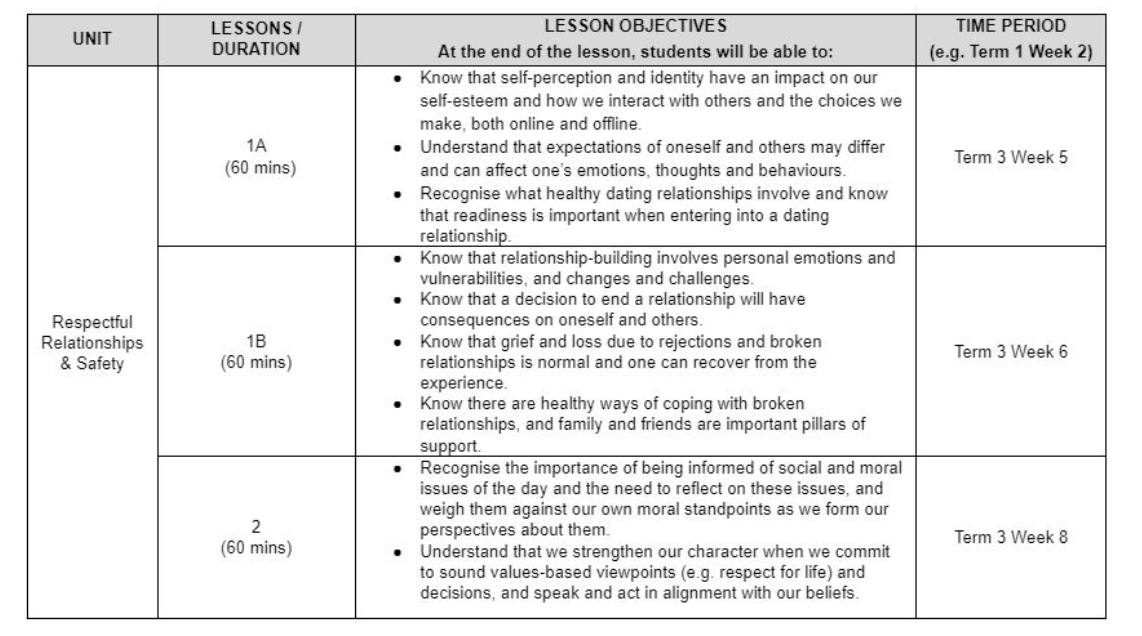 UNIT
LESSONS /
DURATION
LESSON OBJECTIVES
At the end of the lesson, students will be able to:
TIME PERIOD
(e.g. Term 1 Week 2)
Respectful
Relationships
& Safety
1A
(60 mins)
• Know that self-perception and identity have an impact on our
self-esteem and how we interact with others and the choices we
make, both online and offline.
• Understand that expectations of oneself and others may differ
and can affect one's emotions, thoughts and behaviours.
• Recognise what healthy dating relationships involve and know
that readiness is important when entering into a dating
relationship.
Term 3 Week 5
1B
(60 mins)
• Know that relationship-building involves personal emotions and
vulnerabilities, and changes and challenges.
• Know that a decision to end a relationship will have
consequences on oneself and others.
• Know that grief and loss due to rejections and broken
relationships is normal and one can recover from the
experience.
• Know there are healthy ways of coping with broken
relationships, and family and friends are important pillars of
support.
Term 3 Week 6
2
(60 mins)
• Recognise the importance of being informed of social and moral
issues of the day and the need to reflect on these issues, and
weigh them against our own moral standpoints as we form our
perspectives about them.
• Understand that we strengthen our character when we commit
to sound values-based viewpoints (e.g. respect for life) and
decisions, and speak and act in alignment with our beliefs.
Term 3 Week 8